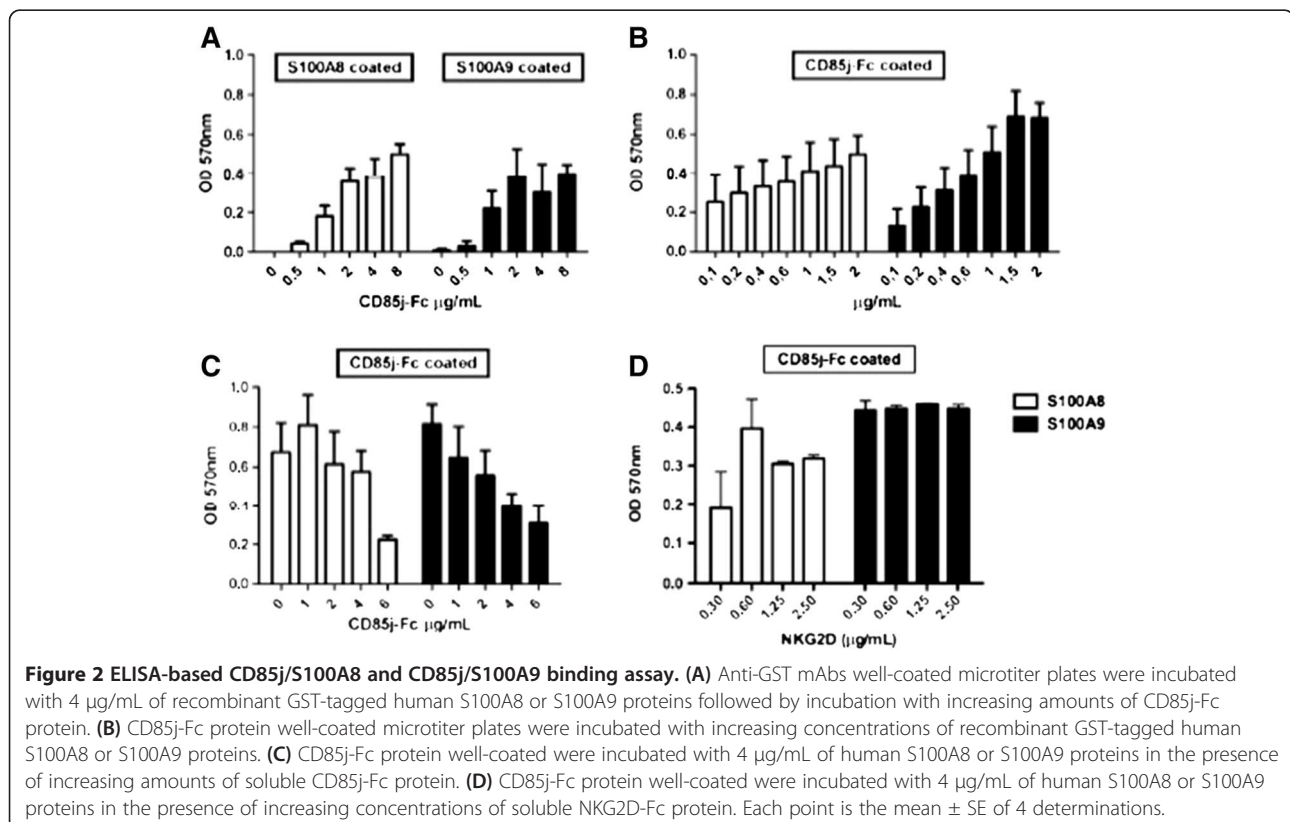 A
S100A8 coated
S100A9 coated
1.0
0.8
0.6
0.4
0.2
0.0
OD 570nm
0 0.5 1 2 4 8 0 0.5 1 2 4 8
CD85j-Fc µg/mL
B
CD85j-Fc coated
1.0
0.8
0.6
0.4
0.2
0.0
OD 570nm
0,1 0,2 0,4 0,6 1 1,5 2 0,1 0,2 0,4 0,6 1 1,5 2
µg/mL
C
CD85j-Fc coated
1.0
0.8
0.6
0.1
0.2
0.0
OD 570nm
0 1 2 4 6 0 1 2 4 6
CD85j-Fc µg/mL
D
CD85j-Fc coated
0.5
0.4
0.3
0.2
0.1
0.0
OD 570nm
0.30 0.60 1.25 2.50 0.30 0.60 1.25 2.50
NKG2D (µg/mL)
S100A8
S100A9
Figure 2 ELISA-based CD85j/S100A8 and CD85j/S100A9 binding assay. (A) Anti-GST mAbs well-coated microtiter plates were incubated
with 4 µg/mL of recombinant GST-tagged human S100A8 or S100A9 proteins followed by incubation with increasing amounts of CD85j-Fc
protein. (B) CD85j-Fc protein well-coated microtiter plates were incubated with increasing concentrations of recombinant GST-tagged human
S100A8 or S100A9 proteins. (C) CD85j-Fc protein well-coated were incubated with 4 µg/mL of human S100A8 or S100A9 proteins in the presence
of increasing amounts of soluble CD85j-Fc protein. (D) CD85j-Fc protein well-coated were incubated with 4 µg/mL of human S100A8 or S100A9
proteins in the presence of increasing concentrations of soluble NKG2D-Fc protein. Each point is the mean ± SE of 4 determinations.